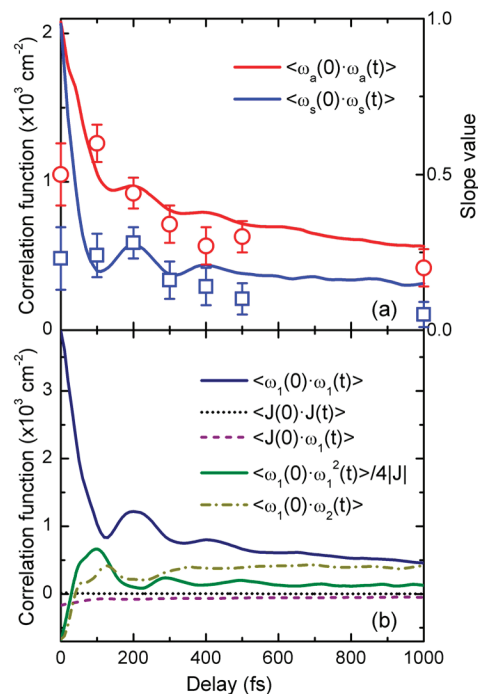 2
1
0
1.0
0.5
0.0
Correlation function (x10³ cm⁻²)
Slope value
<ωₐ(0)·ωₐ(t)>
<ωₛ(0)·ωₛ(t)>
(a)
3
2
1
0
Correlation function (x10³ cm⁻²)
<ω₁(0)·ω₁(t)>
<J(0)·J(t)>
<J(0)·ω₁(t)>
<ω₁(0)·ω₁²(t)>/4|J|
<ω₁(0)·ω₂(t)>
(b)
0 200 400 600 800 1000
Delay (fs)